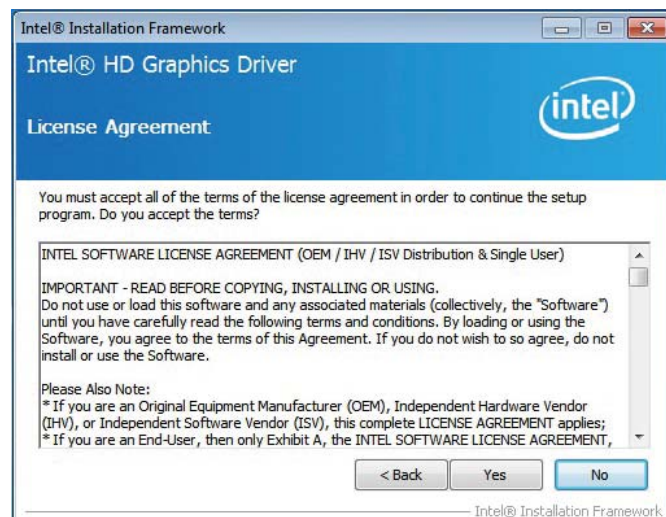 Intel® Installation Framework
Intel® HD Graphics Driver
License Agreement
intel
You must accept all of the terms of the license agreement in order to continue the setup
program. Do you accept the terms?
INTEL SOFTWARE LICENSE AGREEMENT (OEM / IHV / ISV Distribution & Single User)
IMPORTANT - READ BEFORE COPYING, INSTALLING OR USING.
Do not use or load this software and any associated materials (collectively, the "Software")
until you have carefully read the following terms and conditions. By loading or using the
Software, you agree to the terms of this Agreement. If you do not wish to so agree, do not
install or use the Software.
Please Also Note:
* If you are an Original Equipment Manufacturer (OEM), Independent Hardware Vendor
(IHV), or Independent Software Vendor (ISV), this complete LICENSE AGREEMENT applies;
* If you are an End-User, then only Exhibit A, the INTEL SOFTWARE LICENSE AGREEMENT,
< Back Yes No
Intel® Installation Framework